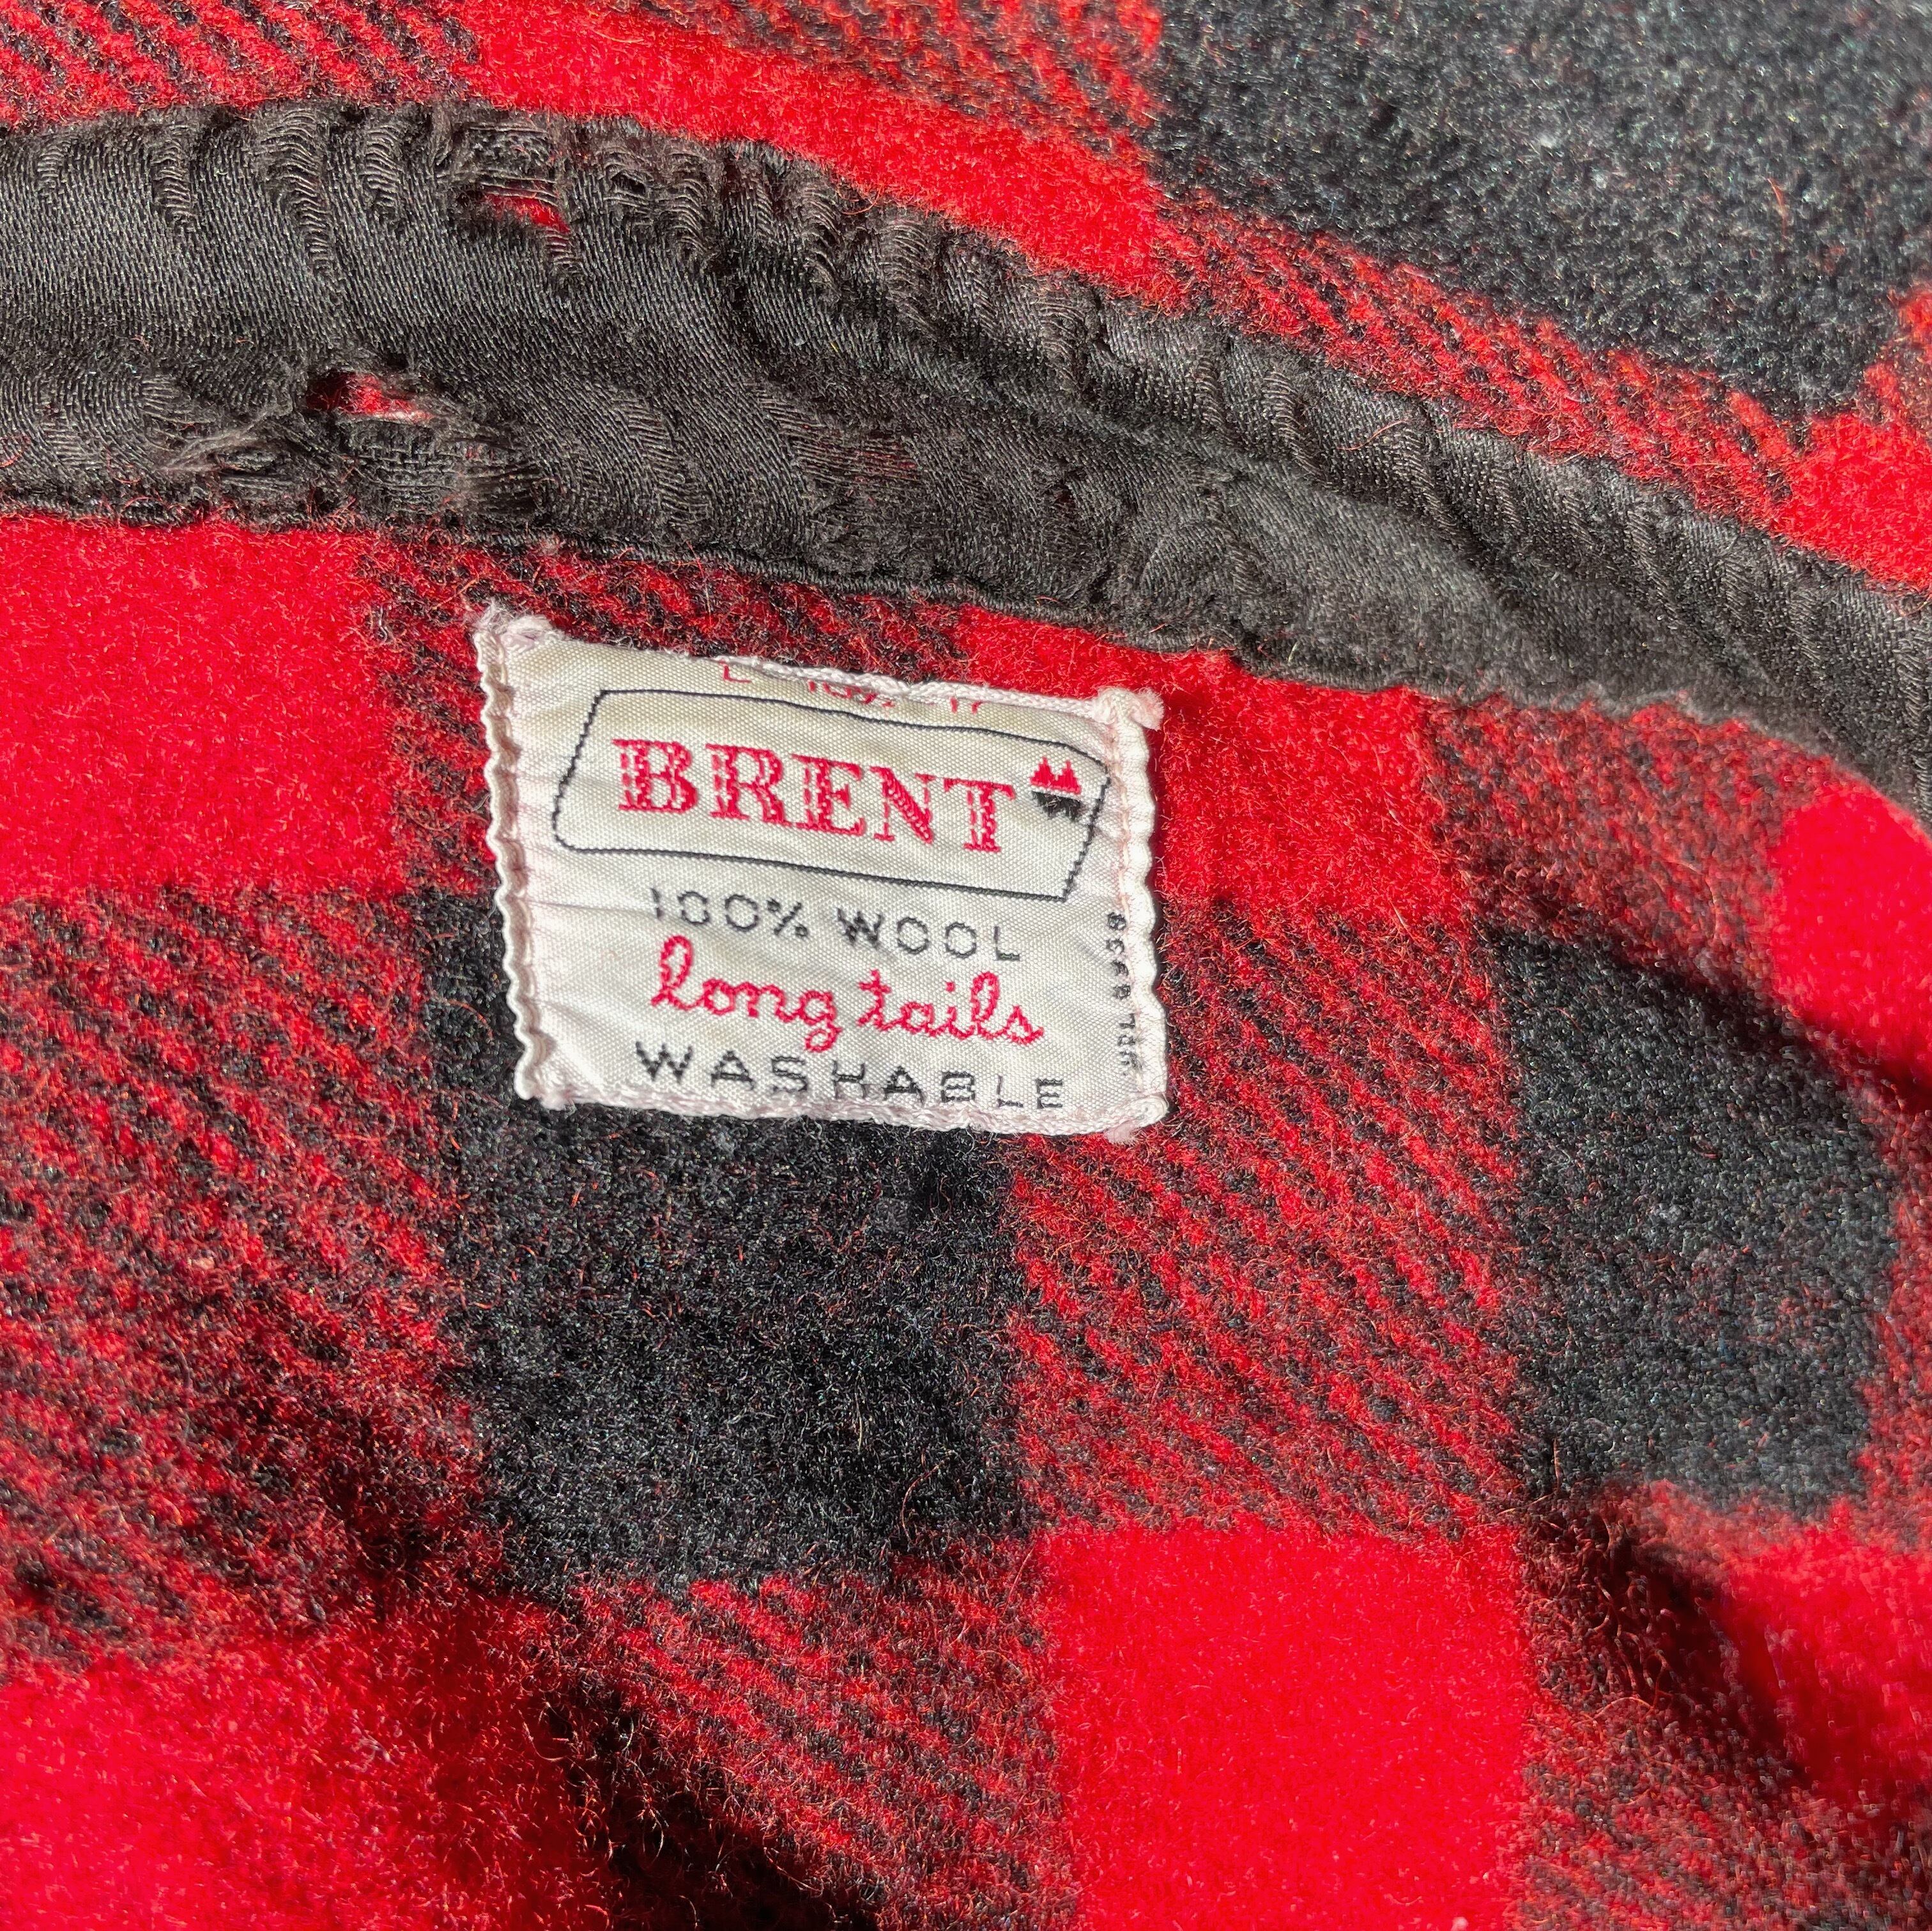 BRENT
100% WOOL
long tails
WASHABLE